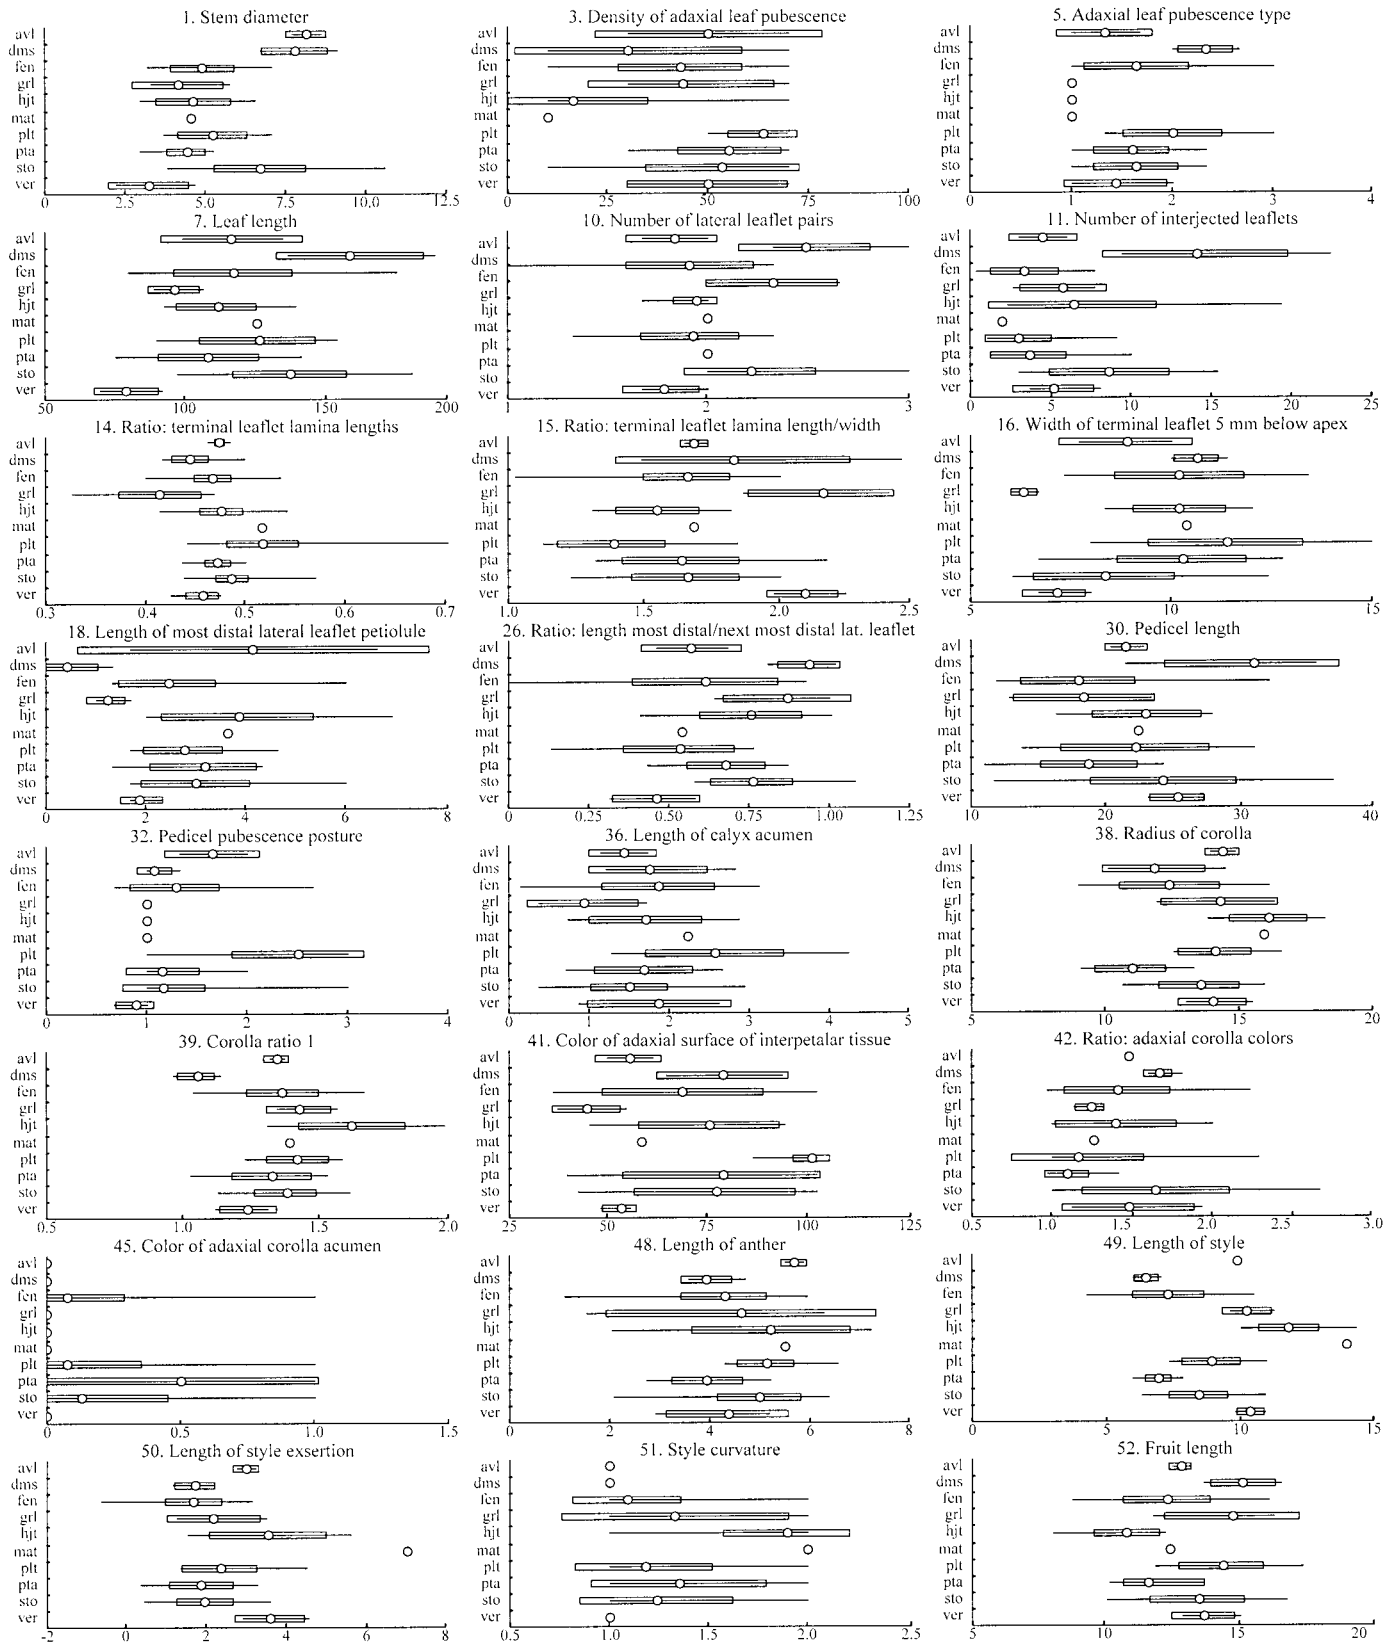 1. Stem diameter
avl
dms
fen
grl
hjt
mat
plt
pta
sto
ver
0 2.5 5.0 7.5 10.0 12.5
3. Density of adaxial leaf pubescence
avl
dms
fen
grl
hjt
mat
plt
pta
sto
ver
0 25 50 75 100
5. Adaxial leaf pubescence type
avl
dms
fen
grl
hjt
mat
plt
pta
sto
ver
0 1 2 3 4
7. Leaf length
avl
dms
fen
grl
hjt
mat
plt
pta
sto
ver
50 100 150 200
10. Number of lateral leaflet pairs
avl
dms
fen
grl
hjt
mat
plt
pta
sto
ver
1 2 3
11. Number of interjected leaflets
avl
dms
fen
grl
hjt
mat
plt
pta
sto
ver
0 5 10 15 20 25
14. Ratio: terminal leaflet lamina lengths
avl
dms
fen
grl
hjt
mat
plt
pta
sto
ver
0.3 0.4 0.5 0.6 0.7
15. Ratio: terminal leaflet lamina length/width
avl
dms
fen
grl
hjt
mat
plt
pta
sto
ver
1.0 1.5 2.0 2.5
16. Width of terminal leaflet 5 mm below apex
avl
dms
fen
grl
hjt
mat
plt
pta
sto
ver
5 10 15
18. Length of most distal lateral leaflet petiolule
avl
dms
fen
grl
hjt
mat
plt
pta
sto
ver
0 2 4 6 8
26. Ratio: length most distal/next most distal lat. leaflet
avl
dms
fen
grl
hjt
mat
plt
pta
sto
ver
0 0.25 0.50 0.75 1.00 1.25
30. Pedicel length
avl
dms
fen
grl
hjt
mat
plt
pta
sto
ver
10 20 30 40
32. Pedicel pubescence posture
avl
dms
fen
grl
hjt
mat
plt
pta
sto
ver
0 1 2 3 4
36. Length of calyx acumen
avl
dms
fen
grl
hjt
mat
plt
pta
sto
ver
0 1 2 3 4 5
38. Radius of corolla
avl
dms
fen
grl
hjt
mat
plt
pta
sto
ver
5 10 15 20
39. Corolla ratio 1
avl
dms
fen
grl
hjt
mat
plt
pta
sto
ver
0.5 1.0 1.5 2.0
41. Color of adaxial surface of interpetalar tissue
avl
dms
fen
grl
hjt
mat
plt
pta
sto
ver
25 50 75 100 125
42. Ratio: adaxial corolla colors
avl
dms
fen
grl
hjt
mat
plt
pta
sto
ver
0.5 1.0 1.5 2.0 2.5 3.0
45. Color of adaxial corolla acumen
avl
dms
fen
grl
hjt
mat
plt
pta
sto
ver
0 0.5 1.0 1.5
48. Length of anther
avl
dms
fen
grl
hjt
mat
plt
pta
sto
ver
0 2 4 6 8
49. Length of style
avl
dms
fen
grl
hjt
mat
plt
pta
sto
ver
0 5 10 15
50. Length of style exsertion
avl
dms
fen
grl
hjt
mat
plt
pta
sto
ver
-2 0 2 4 6 8
51. Style curvature
avl
dms
fen
grl
hjt
mat
plt
pta
sto
ver
0.5 1.0 1.5 2.0 2.5
52. Fruit length
avl
dms
fen
grl
hjt
mat
plt
pta
sto
ver
5 10 15 20